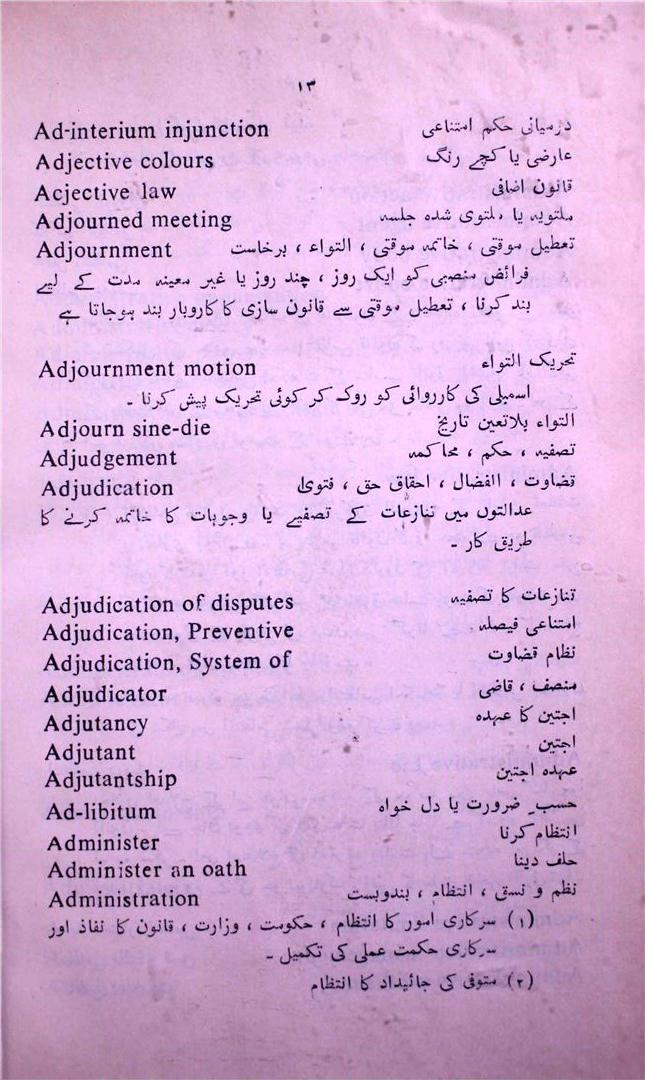 ۱۳
Ad-interium injunction درمیانی حکم امتناعی
Adjective colours عارضی یا کچے رنگ
Acjective law قانون اضافی
Adjourned meeting ملتویہ یا ملتوی شدہ جلسہ
Adjournment تعطیل موقتی ، خاتمہ موقتی ، التواء ، برخاست
فرائض منصبی کو ایک روز ، چند روز یا غیر معینہ مدت کے لیے
بند کرنا ، تعطیل موقتی سے قانون سازی کا کاروبار بند ہوجاتا ہے
Adjournment motion تحریک التواء
اسمبلی کی کارروائی کو روک کر کوئی تحریک پیش کرنا ۔
Adjourn sine-die التواء بلاتعین تاریخ
Adjudgement تصفیہ ، حکم ، محاکمہ
Adjudication قضاوت ، الفضال ، احقاق حق ، فتویٰ
عدالتوں میں تنازعات کے تصفیے یا وجوبات کا خاتمہ کرنے کا
طریق کار ۔
Adjudication of disputes تنازعات کا تصفیہ
Adjudication, Preventive امتناعی فیصلہ
Adjudication, System of نظام قضاوت
Adjudicator منصف ، قاضی
Adjutancy اجتین کا عہدہ
Adjutant اجتین
Adjutantship عہدہ اجتین
Ad-libitum حسب ضرورت یا دل خواہ
Administer انتظام کرنا
Administer an oath حلف دینا
Administration نظم و نسق ، انتظام ، بندوبست
(۱) سرکاری امور کا انتظام ، حکومت ، وزارت ، قانون کا نفاذ اور
سرکاری حکمت عملی کی تکمیل ۔
(۲) متوفی کی جائیداد کا انتظام